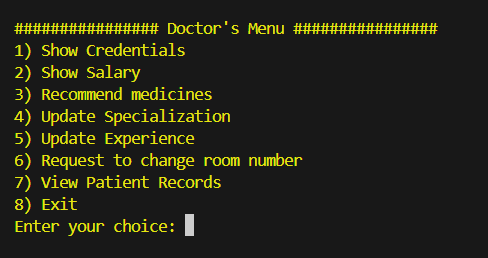 ################ Doctor's Menu ################
1) Show Credentials
2) Show Salary
3) Recommend medicines
4) Update Specialization
5) Update Experience
6) Request to change room number
7) View Patient Records
8) Exit
Enter your choice: